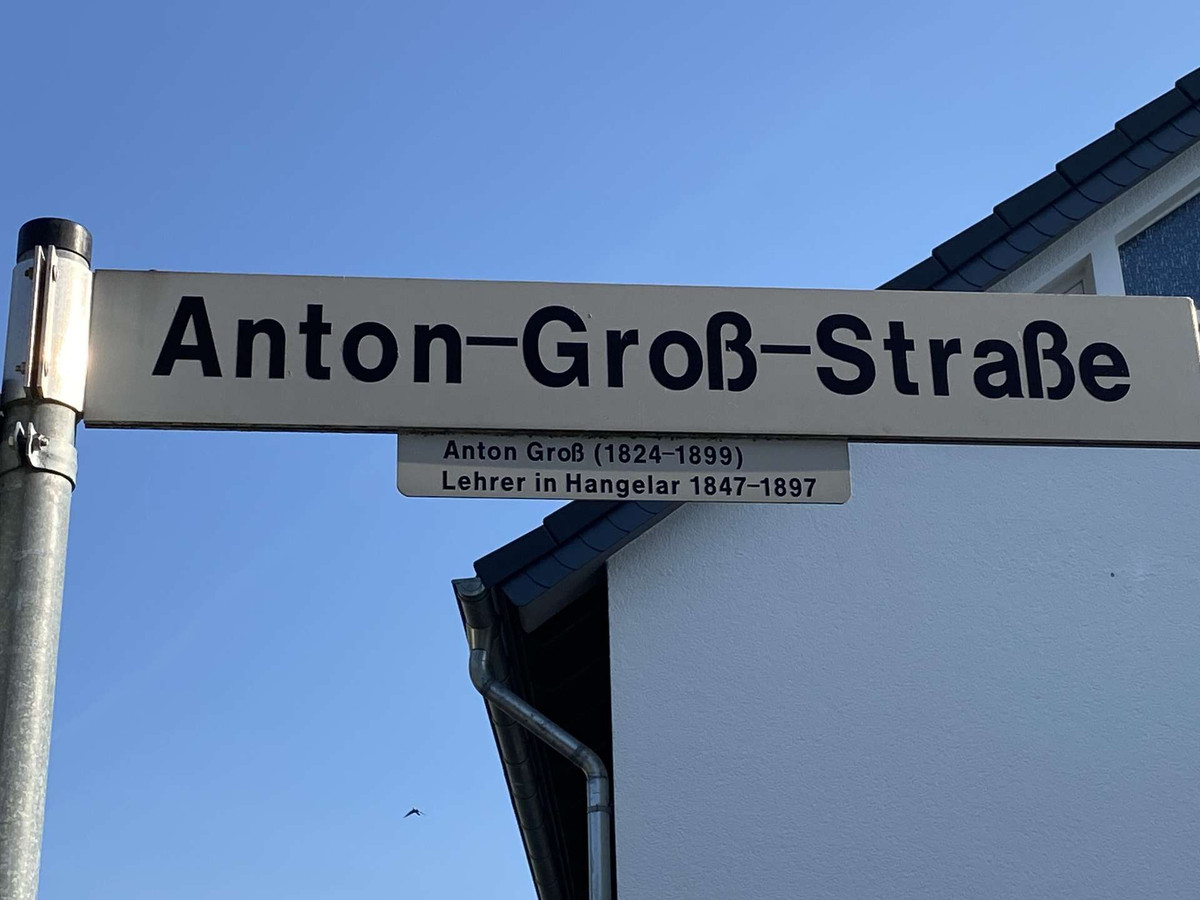 Anton-Groß-Straße
Anton Groß (1824-1899)
Lehrer in Hangelar 1847-1897